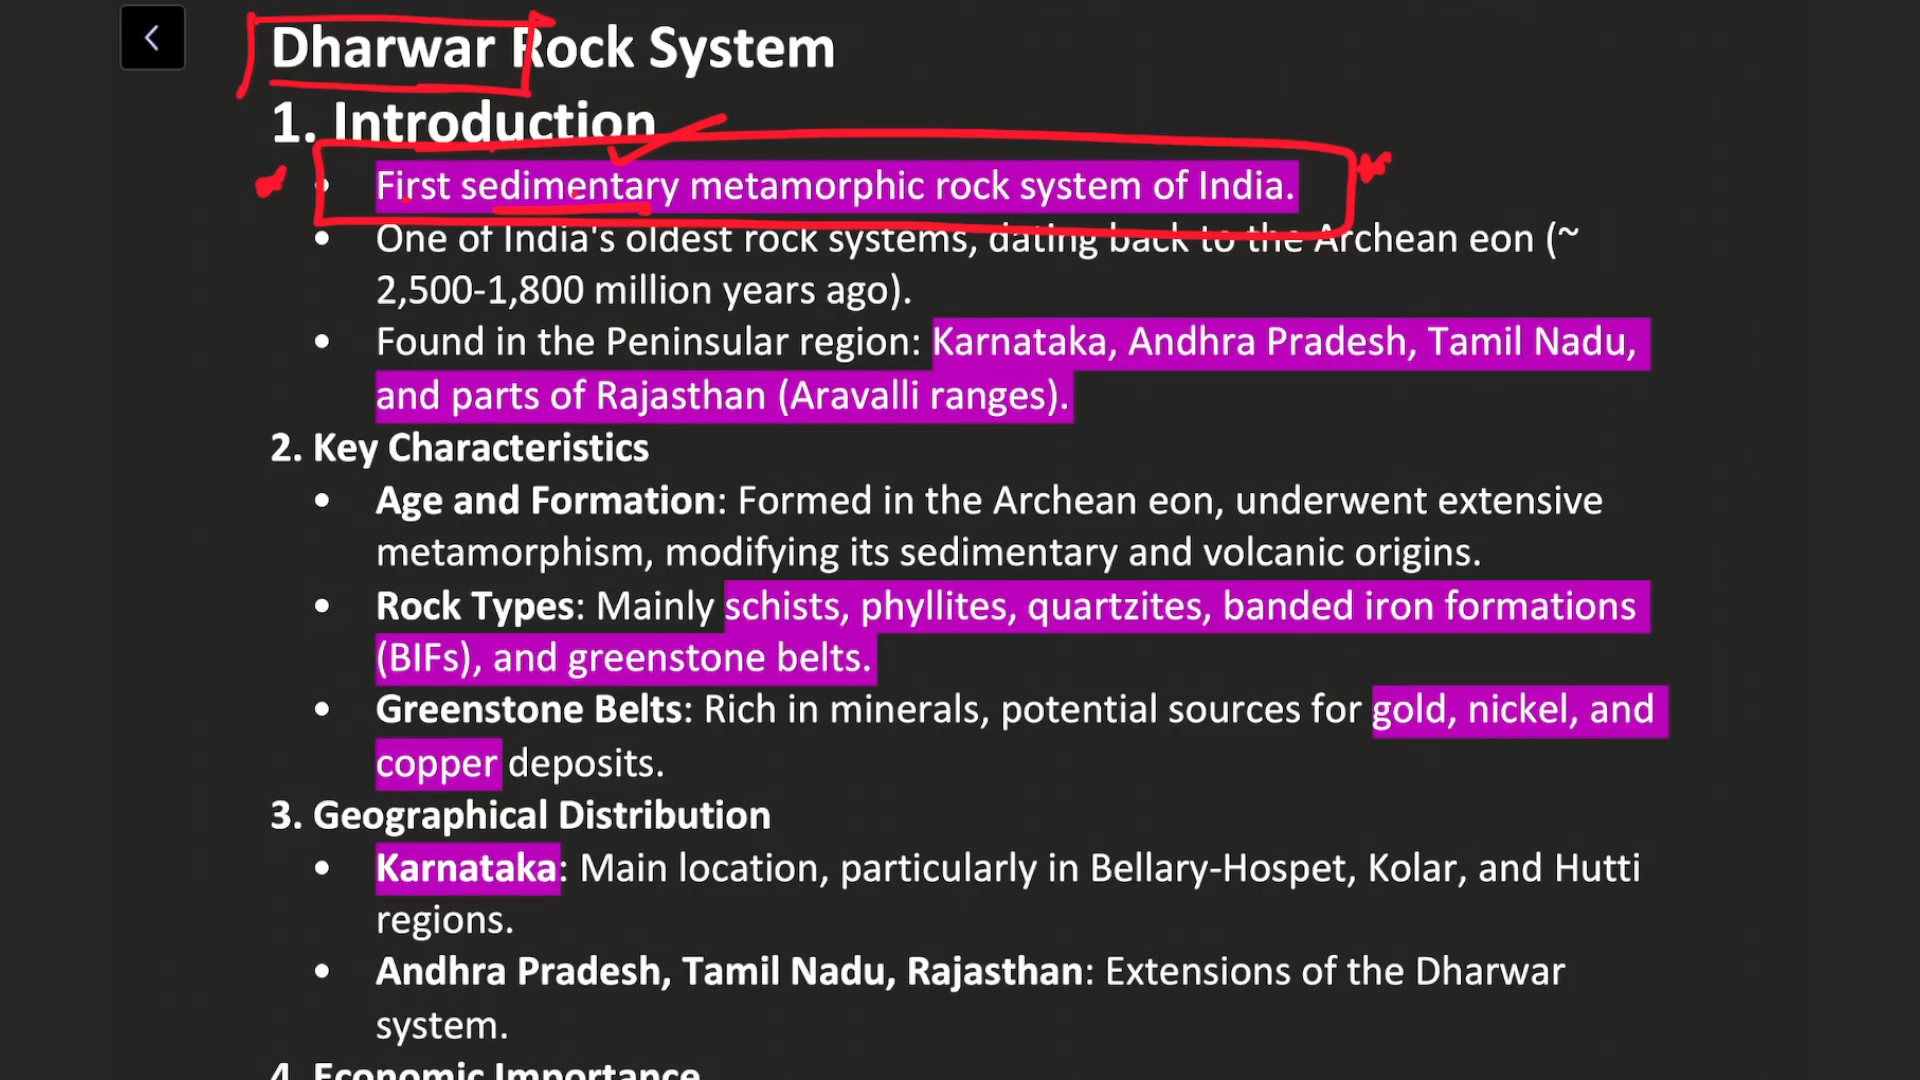 Dharwar Rock System
1. Introduction
• First sedimentary metamorphic rock system of India.
• One of India's oldest rock systems, dating back to the Archean eon (~
2,500-1,800 million years ago).
• Found in the Peninsular region: Karnataka, Andhra Pradesh, Tamil Nadu,
and parts of Rajasthan (Aravalli ranges).
2. Key Characteristics
• Age and Formation: Formed in the Archean eon, underwent extensive
metamorphism, modifying its sedimentary and volcanic origins.
• Rock Types: Mainly schists, phyllites, quartzites, banded iron formations
(BIFs), and greenstone belts.
• Greenstone Belts: Rich in minerals, potential sources for gold, nickel, and
copper deposits.
3. Geographical Distribution
• Karnataka: Main location, particularly in Bellary-Hospet, Kolar, and Hutti
regions.
• Andhra Pradesh, Tamil Nadu, Rajasthan: Extensions of the Dharwar
system.
4. Economic Importance